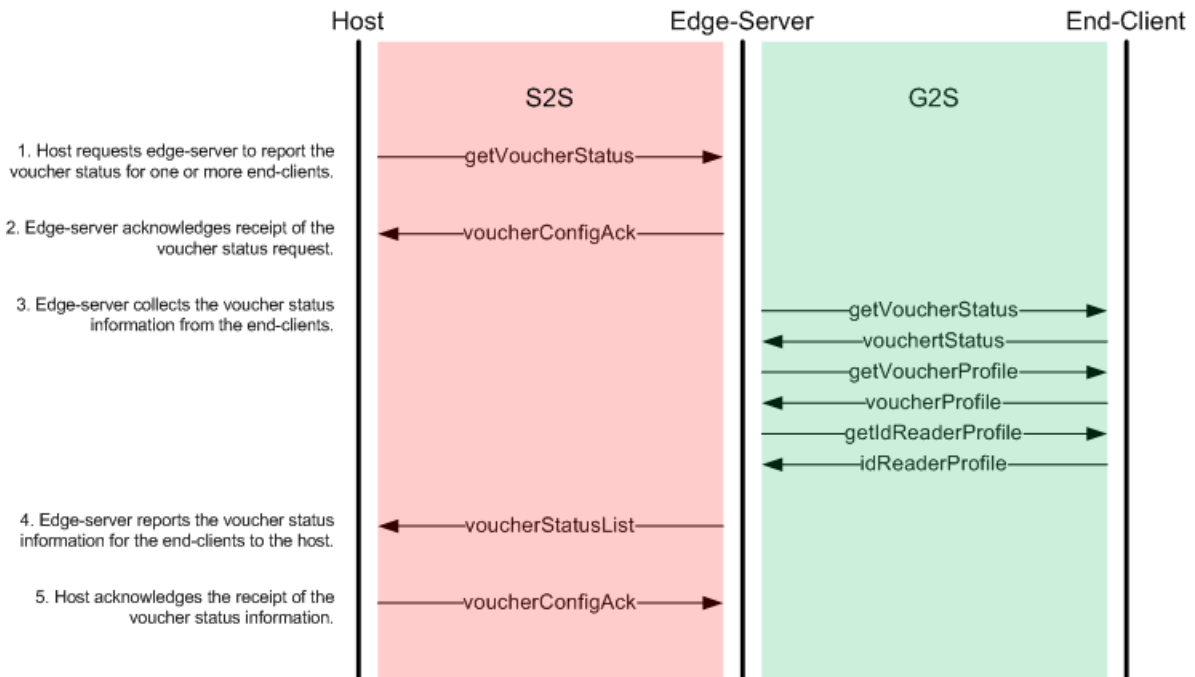 Host Edge-Server End-Client
S2S G2S
1. Host requests edge-server to report the
voucher status for one or more end-clients.
getVoucherStatus
2. Edge-server acknowledges receipt of the
voucher status request.
voucherConfigAck
3. Edge-server collects the voucher status
information from the end-clients.
getVoucherStatus
vouchertStatus
getVoucherProfile
voucherProfile
getIdReaderProfile
idReaderProfile
4. Edge-server reports the voucher status
information for the end-clients to the host.
voucherStatusList
5. Host acknowledges the receipt of the
voucher status information.
voucherConfigAck